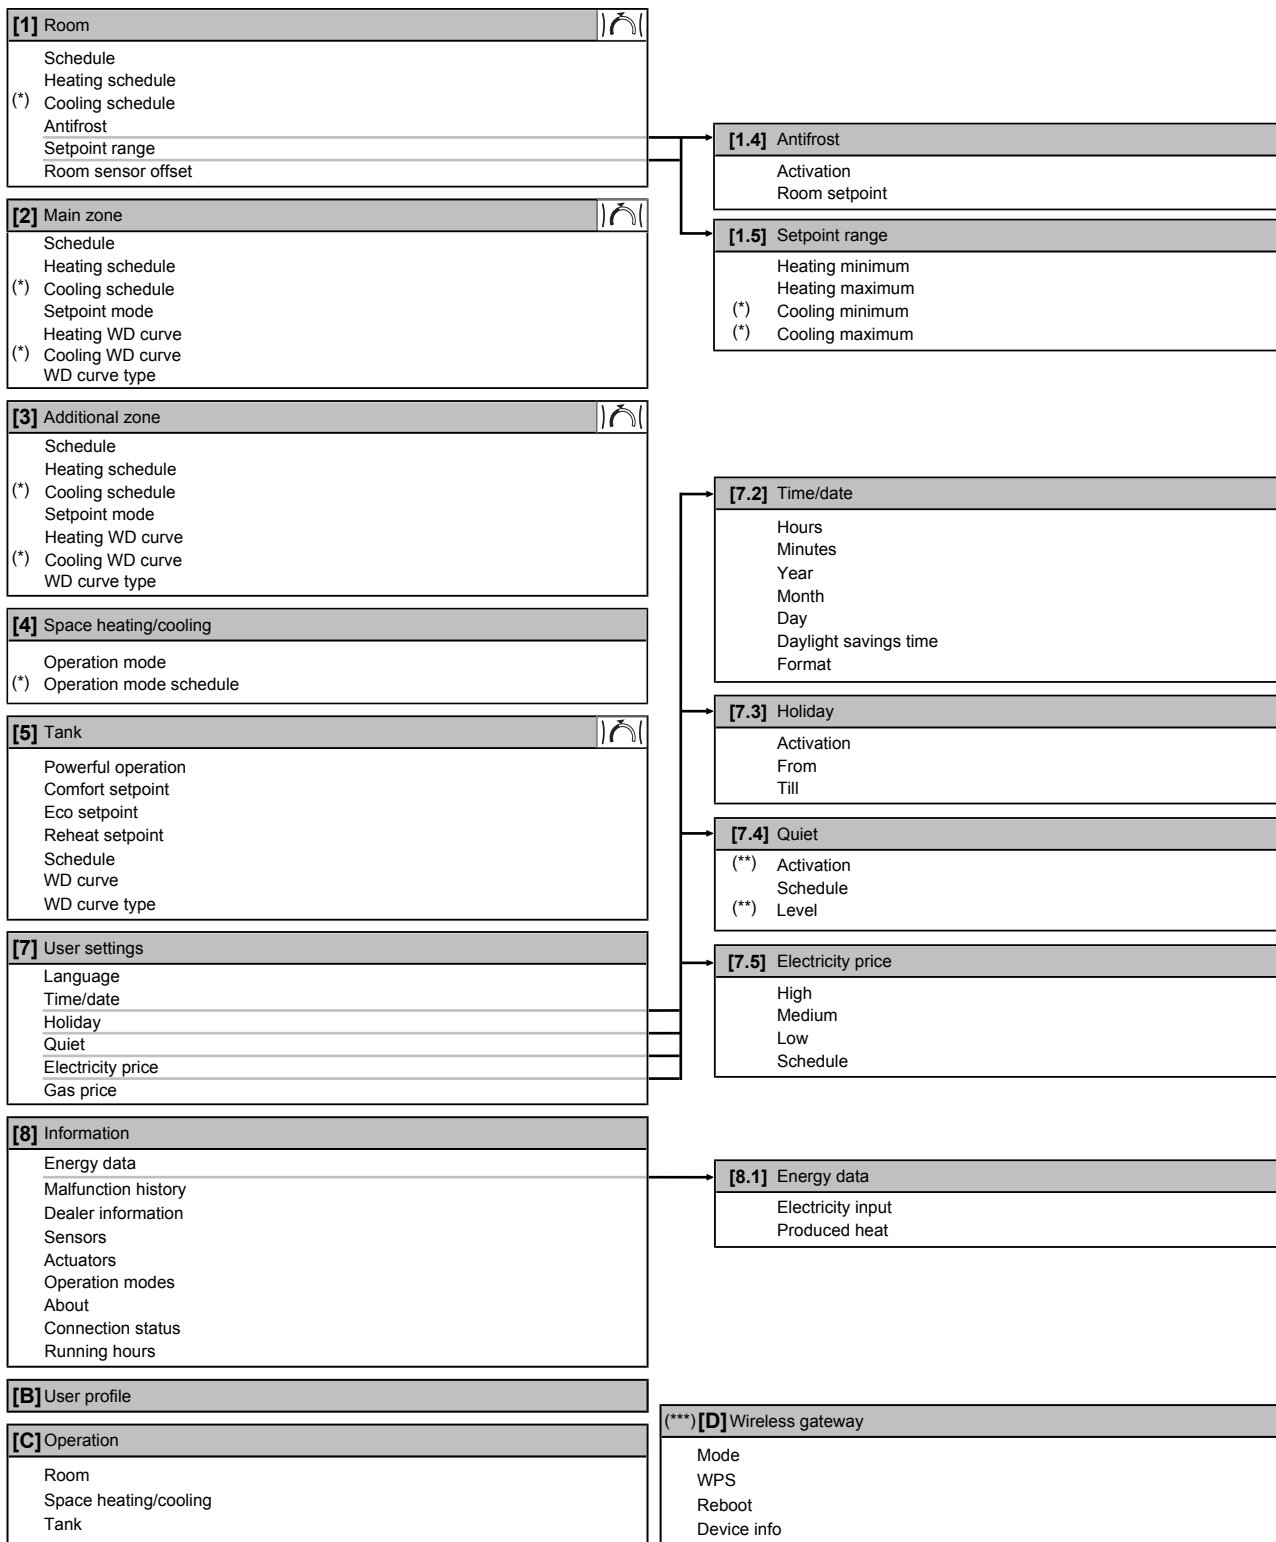 [1] Room
Schedule
Heating schedule
(*) Cooling schedule
Antifrost
Setpoint range
Room sensor offset
[1.4] Antifrost
Activation
Room setpoint
[1.5] Setpoint range
Heating minimum
Heating maximum
(*) Cooling minimum
(*) Cooling maximum
[2] Main zone
Schedule
Heating schedule
(*) Cooling schedule
Setpoint mode
Heating WD curve
(*) Cooling WD curve
WD curve type
[3] Additional zone
Schedule
Heating schedule
(*) Cooling schedule
Setpoint mode
Heating WD curve
(*) Cooling WD curve
WD curve type
[4] Space heating/cooling
Operation mode
(*) Operation mode schedule
[5] Tank
Powerful operation
Comfort setpoint
Eco setpoint
Reheat setpoint
Schedule
WD curve
WD curve type
[7] User settings
Language
Time/date
Holiday
Quiet
Electricity price
Gas price
[7.2] Time/date
Hours
Minutes
Year
Month
Day
Daylight savings time
Format
[7.3] Holiday
Activation
From
Till
[7.4] Quiet
(**) Activation
Schedule
(**) Level
[7.5] Electricity price
High
Medium
Low
Schedule
[8] Information
Energy data
Malfunction history
Dealer information
Sensors
Actuators
Operation modes
About
Connection status
Running hours
[8.1] Energy data
Electricity input
Produced heat
[B] User profile
[C] Operation
Room
Space heating/cooling
Tank
(***) [D] Wireless gateway
Mode
WPS
Reboot
Device info